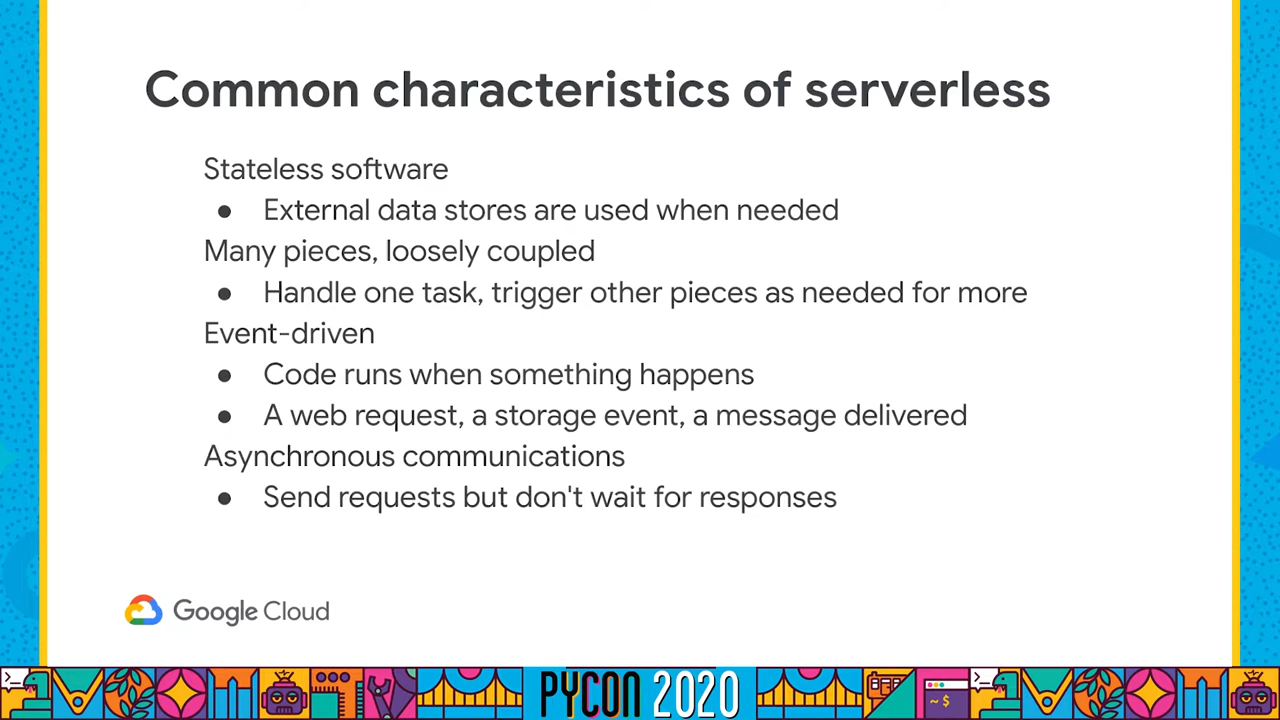 Common characteristics of serverless
Stateless software
● External data stores are used when needed
Many pieces, loosely coupled
● Handle one task, trigger other pieces as needed for more
Event-driven
● Code runs when something happens
● A web request, a storage event, a message delivered
Asynchronous communications
● Send requests but don't wait for responses
Google Cloud
PYCON 2020
~$